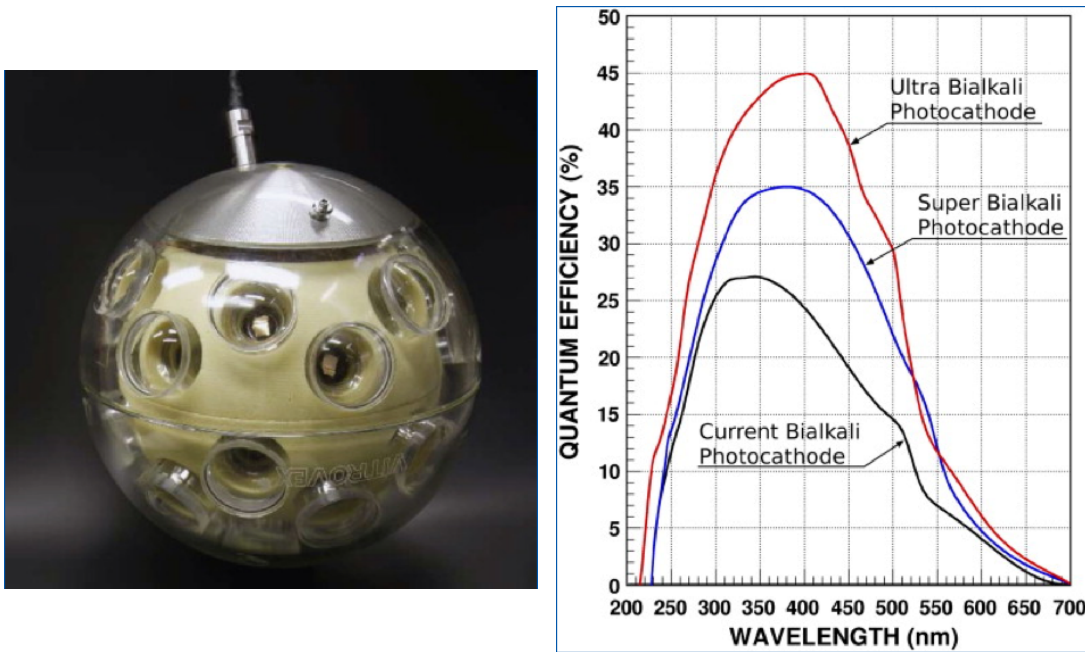 VITROVEX
50
45
40
35
30
25
20
15
10
5
0
QUANTUM EFFICIENCY (%)
Ultra Bialkali
Photocathode
Super Bialkali
Photocathode
Current Bialkali
Photocathode
200 250 300 350 400 450 500 550 600 650 700
WAVELENGTH (nm)